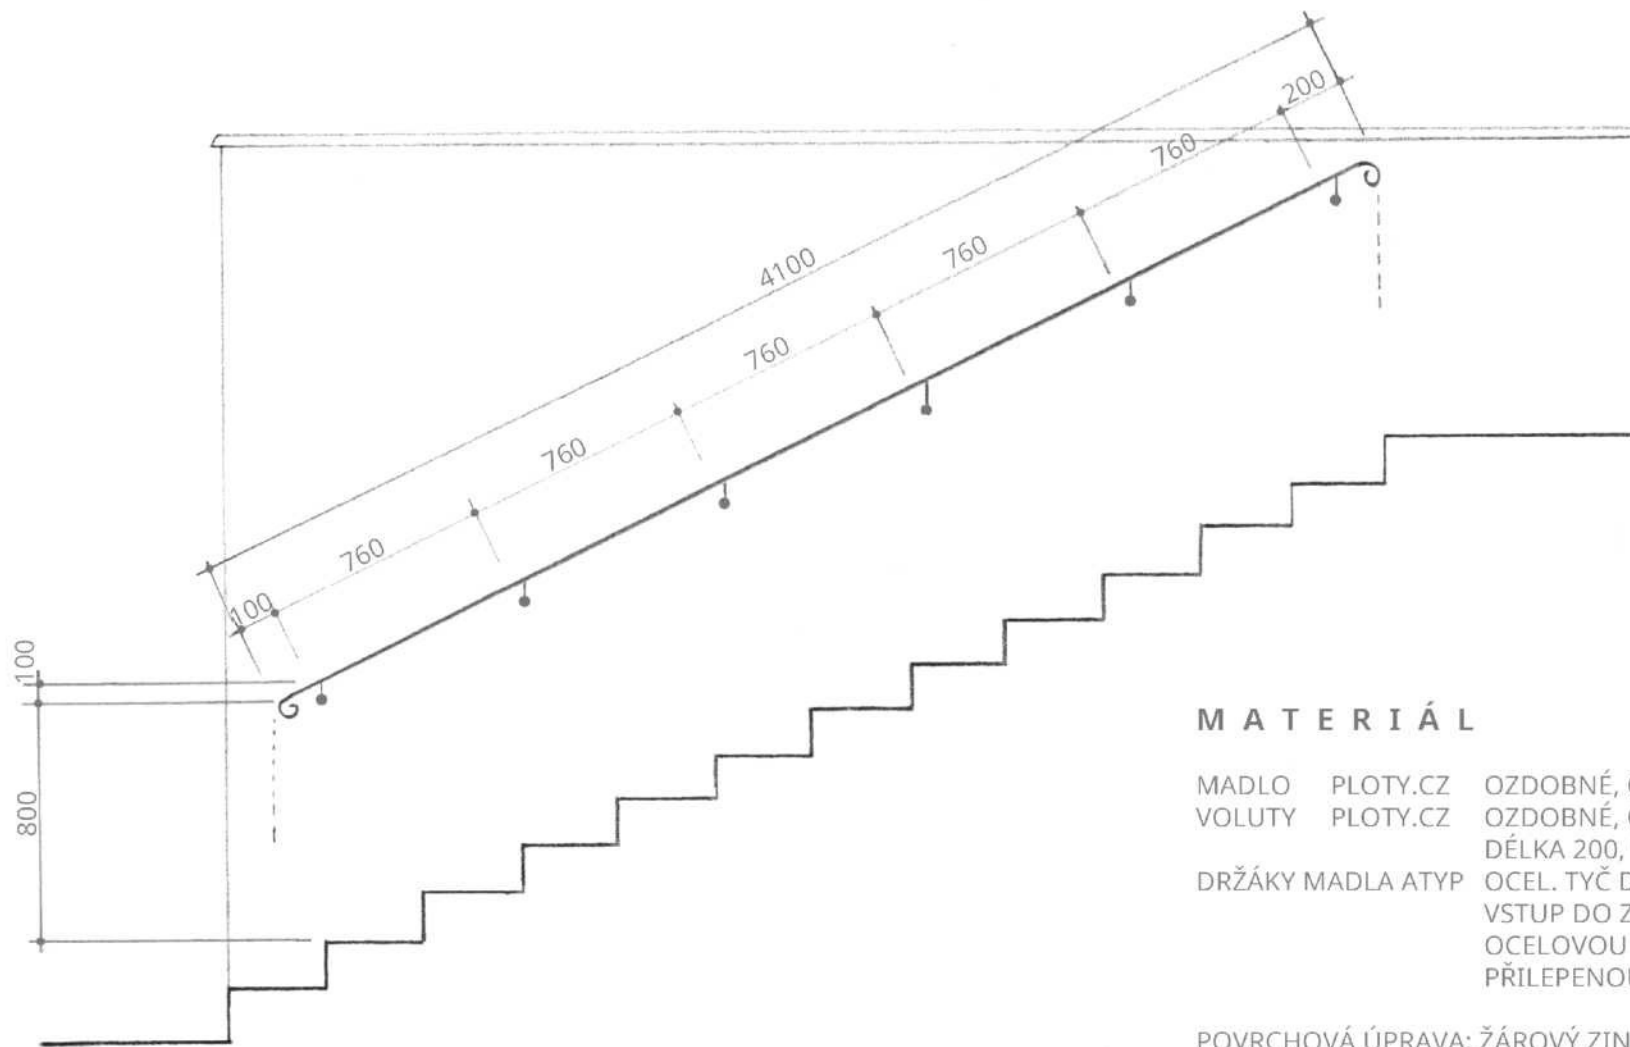 200
760
4100
760
760
760
760
100
100
800
MATERIÁL
MADLO PLOTY.CZ OZDOBNÉ,
VOLUTY PLOTY.CZ OZDOBNÉ,
DÉLKA 200,
DRŽÁKY MADLA ATYP OCEL. TYČ
VSTUP DO
OCELOVOU
POVRCHOVÁ ÚPRAVA: ŽÁROVÝ